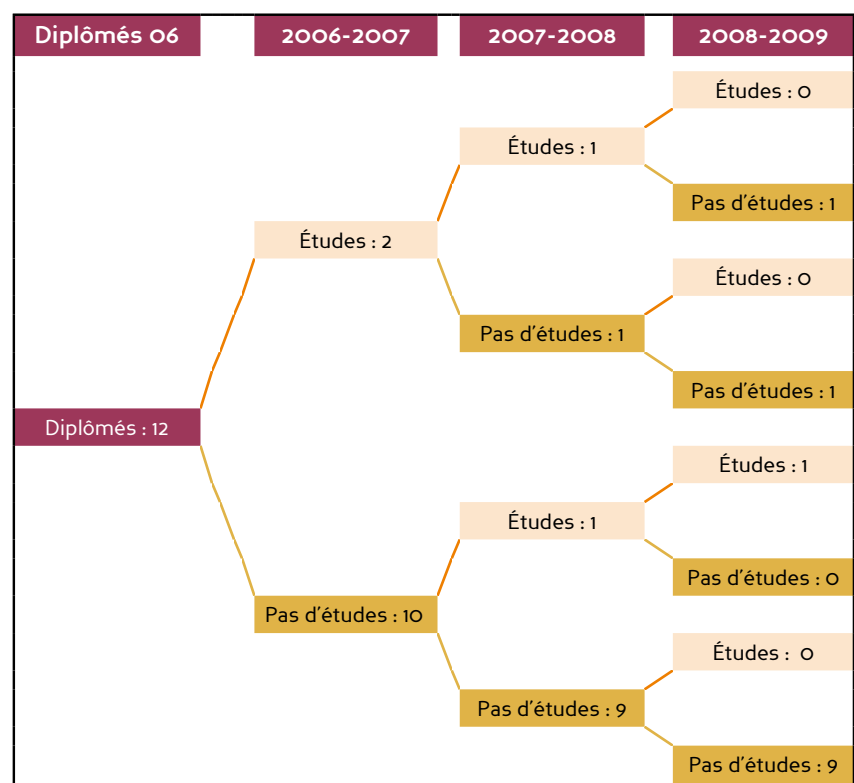 Diplômés 06 2006-2007 2007-2008 2008-2009
Études : 0
Études : 1
Pas d'études : 1
Études : 2
Études : 0
Pas d'études : 1
Pas d'études : 1
Diplômés : 12
Études : 1
Études : 1
Pas d'études : 0
Pas d'études : 10
Études : 0
Pas d'études : 9
Pas d'études : 9